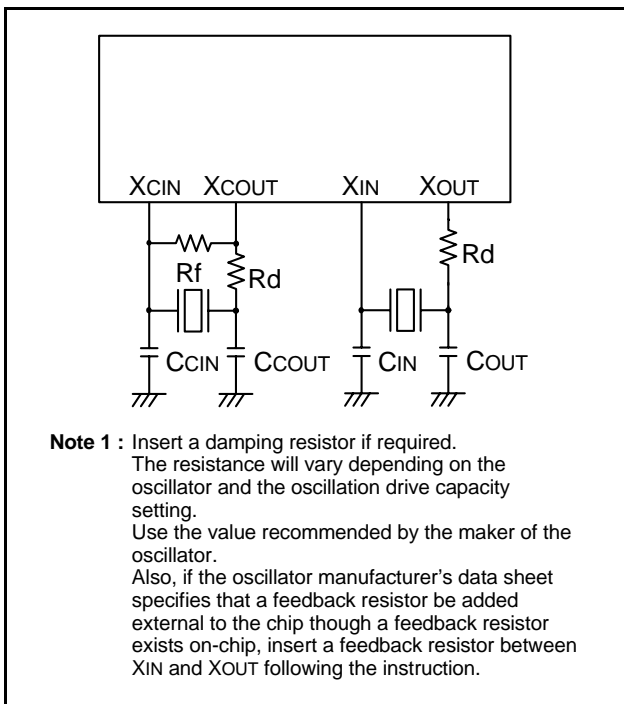 XCIN XCOUT XIN XOUT
Rd
Rf Rd
CCIN CCOUT CIN COUT
Note 1 : Insert a damping resistor if required.
The resistance will vary depending on the
oscillator and the oscillation drive capacity
setting.
Use the value recommended by the maker of the
oscillator.
Also, if the oscillator manufacturer's data sheet
specifies that a feedback resistor be added
external to the chip though a feedback resistor
exists on-chip, insert a feedback resistor between
XIN and XOUT following the instruction.